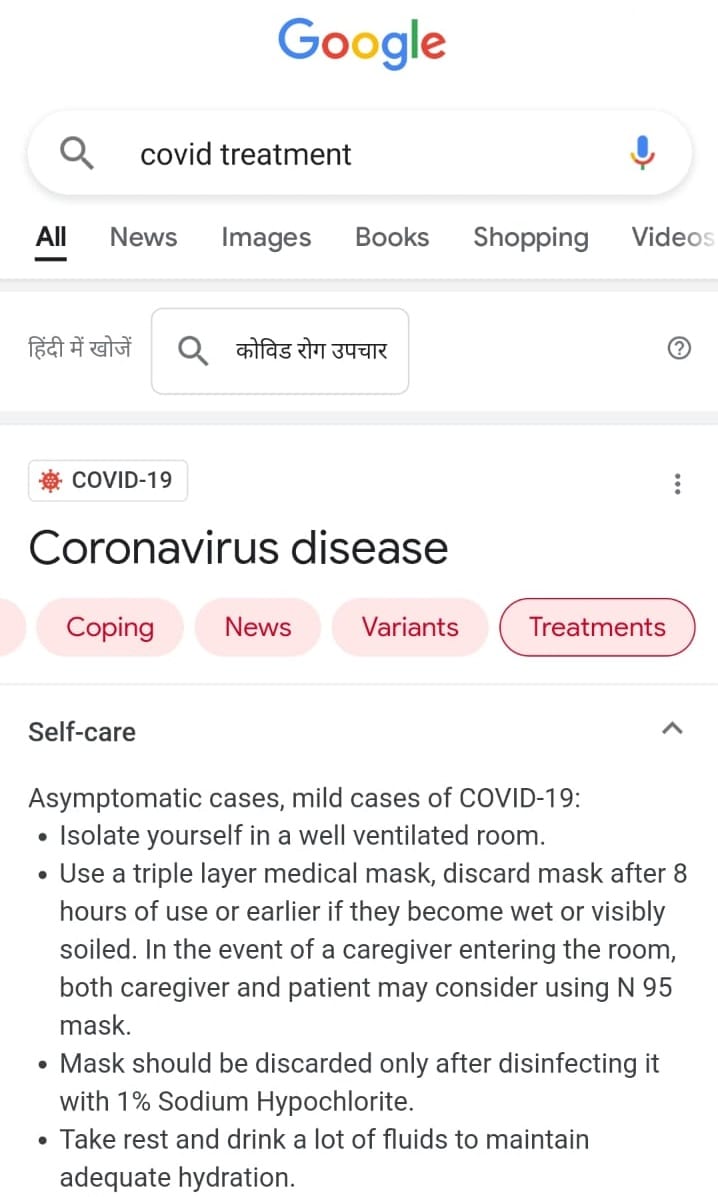 Google
covid treatment
All News Images Books Shopping Videos
हिंदी में खोजें कोविड रोग उपचार
COVID-19
Coronavirus disease
Coping News Variants Treatments
Self-care
Asymptomatic cases, mild cases of COVID-19:
• Isolate yourself in a well ventilated room.
• Use a triple layer medical mask, discard mask after 8
hours of use or earlier if they become wet or visibly
soiled. In the event of a caregiver entering the room,
both caregiver and patient may consider using N 95
mask.
• Mask should be discarded only after disinfecting it
with 1% Sodium Hypochlorite.
• Take rest and drink a lot of fluids to maintain
adequate hydration.